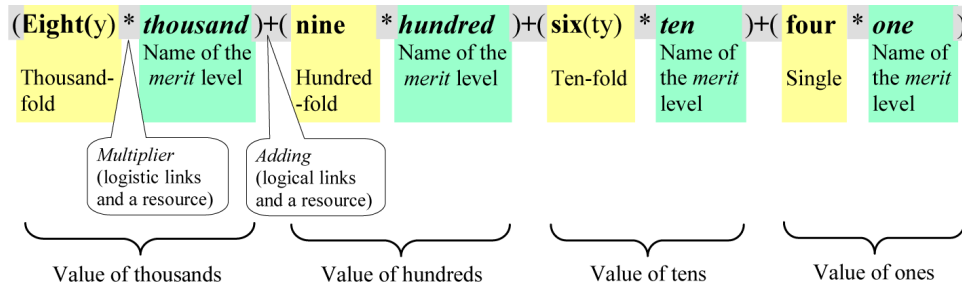 (Eight(y) * thousand)+( nine * hundred)+( six(ty) * ten )+( four * one )
Thousand-
fold
Name of the
merit level
Hundred
-fold
Name of the
merit level
Ten-fold
Name of
the merit
level
Single
Name of
the merit
level
Multiplier
(logistic links
and a resource)
Adding
(logical links
and a resource)
Value of thousands
Value of hundreds
Value of tens
Value of ones